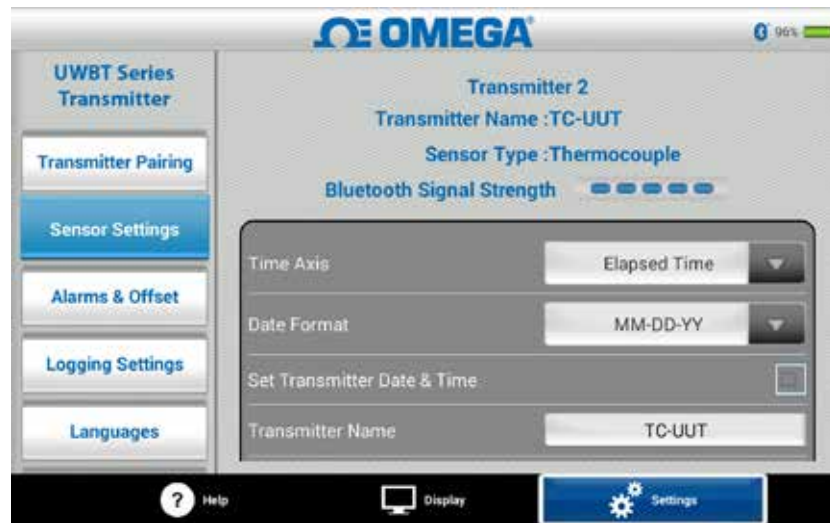 ΩE OMEGA®
96%
UWBT Series
Transmitter
Transmitter Pairing
Sensor Settings
Alarms & Offset
Logging Settings
Languages
Transmitter 2
Transmitter Name :TC-UUT
Sensor Type :Thermocouple
Bluetooth Signal Strength
Time Axis
Elapsed Time
Date Format
MM-DD-YY
Set Transmitter Date & Time
Transmitter Name
TC-UUT
? Help
Display
Settings